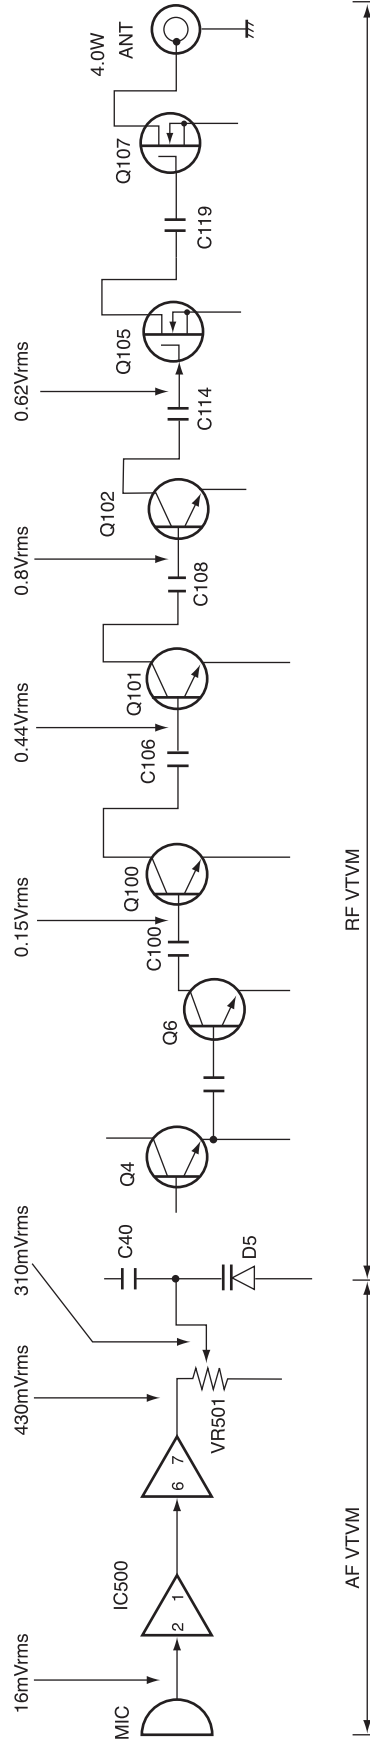 16mVrms
430mVrms
310mVrms
0.15Vrms
0.44Vrms
0.8Vrms
0.62Vrms
MIC
IC500
2 1
6 7
VR501
C40
D5
Q4
Q6
C100
Q100
C106
Q101
C108
Q102
C114
Q105
C119
Q107
4.0W
ANT
AF VTVM
RF VTVM